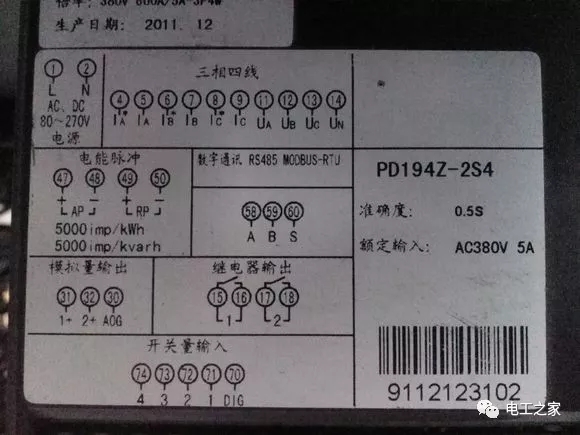 倍率: 380V 600A/5A-3P4W
生产日期: 2011. 12
① ②
L N
AC、DC
80～270V
电源
三相四线
④ ⑤ ⑥ ⑦ ⑧ ⑨ ⑪ ⑫ ⑬ ⑭
IA* IA IB* IB IC* IC UA UB UC UN
电能脉冲
47 48 49 50
+ - + -
AP RP
5000imp/kWh
5000imp/kvarh
数字通讯 RS485 MODBUS-RTU
58 59 60
A B S
PD194Z-2S4
准确度: 0.5S
额定输入: AC380V 5A
模拟量输出
31 32 30
1+ 2+ AOG
继电器输出
15 16 17 18
1 2
开关量输入
74 73 72 71 70
4 3 2 1 DIG
9112123102
电工之家